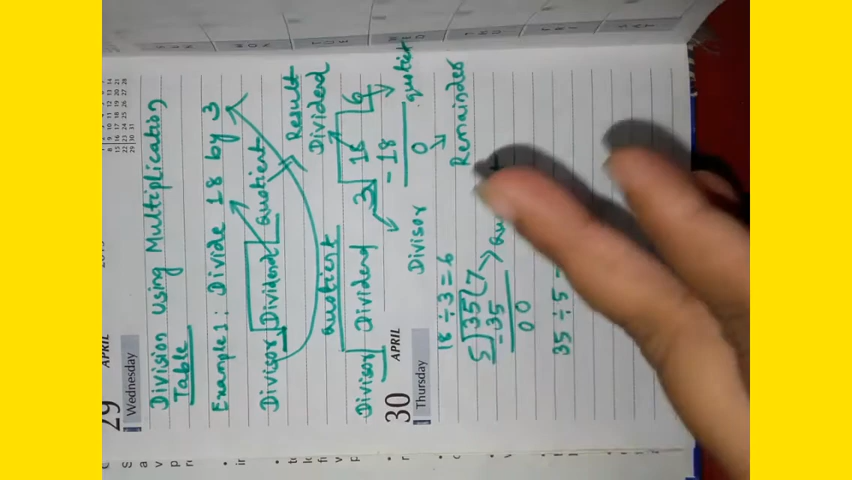 29 APRIL
Wednesday
Division Using Multiplication
Table
Example 1: Divide 18 by 3
Divisor Dividend Quotient
Result
Quotient
Dividend
Divisor Dividend
3 18 6
-18
0 quotient
Divisor
Remainder
30 APRIL
Thursday
18 ÷ 3 = 6
5 35 ( 7
-35
00
35 ÷ 5 =